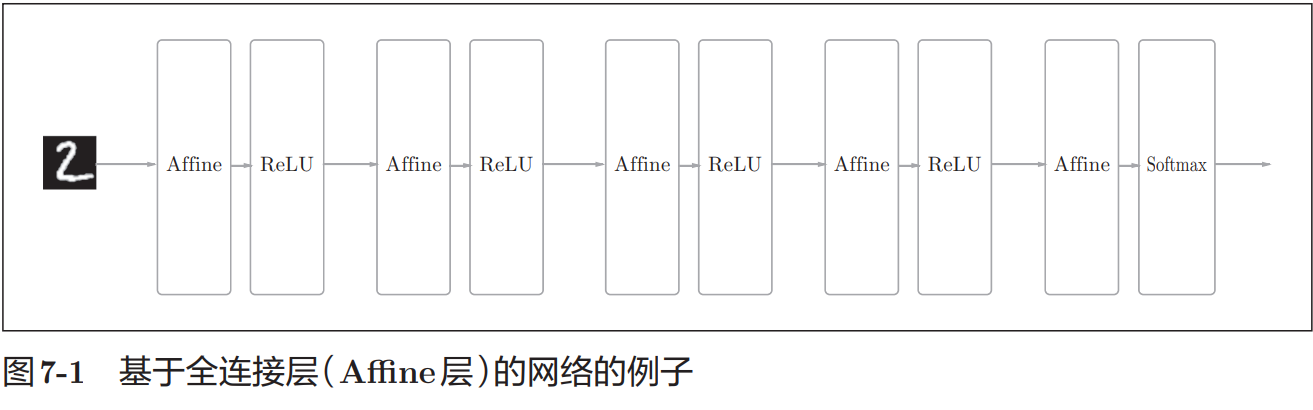 2 Affine ReLU Affine ReLU Affine ReLU Affine ReLU Affine Softmax
图7-1 基于全连接层(Affine层)的网络的例子